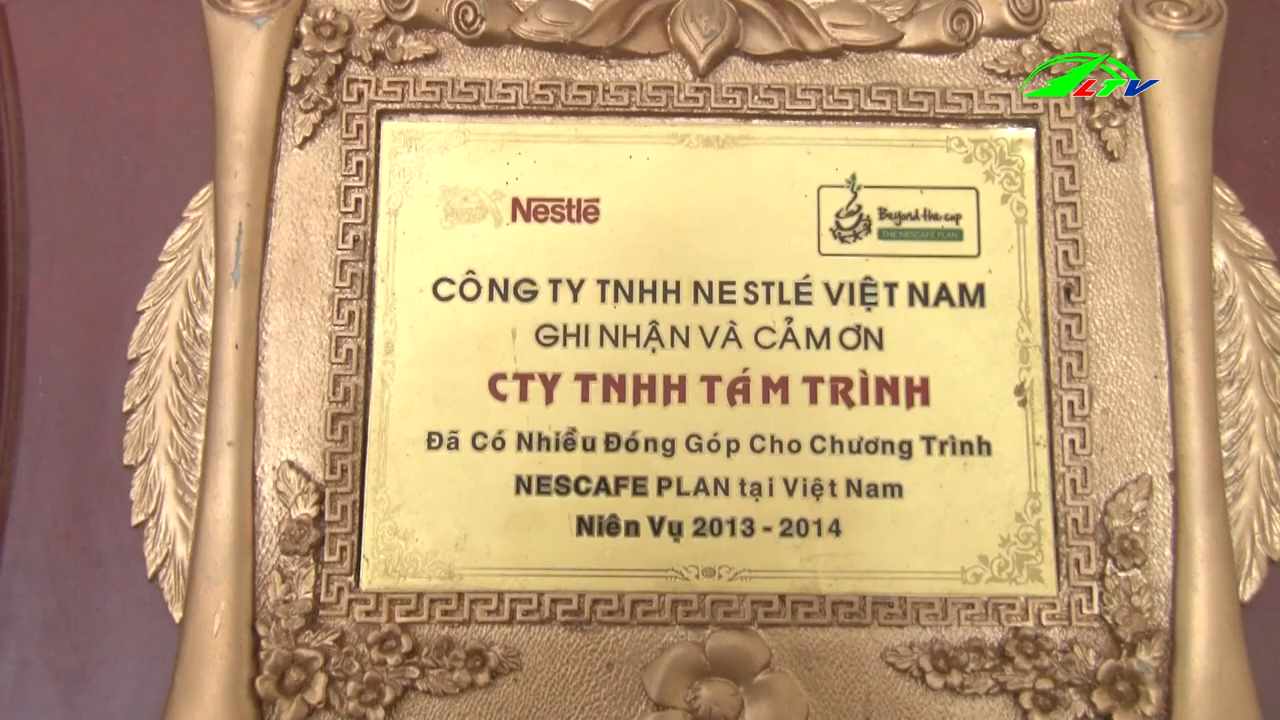 LTV
Nestlé
Beyond the cup
THE NESCAFÉ PLAN
CÔNG TY TNHH NESTLÉ VIỆT NAM
GHI NHẬN VÀ CẢM ƠN
CTY TNHH TÁM TRÌNH
Đã Có Nhiều Đóng Góp Cho Chương Trình
NESCAFE PLAN tại Việt Nam
Niên Vụ 2013 - 2014